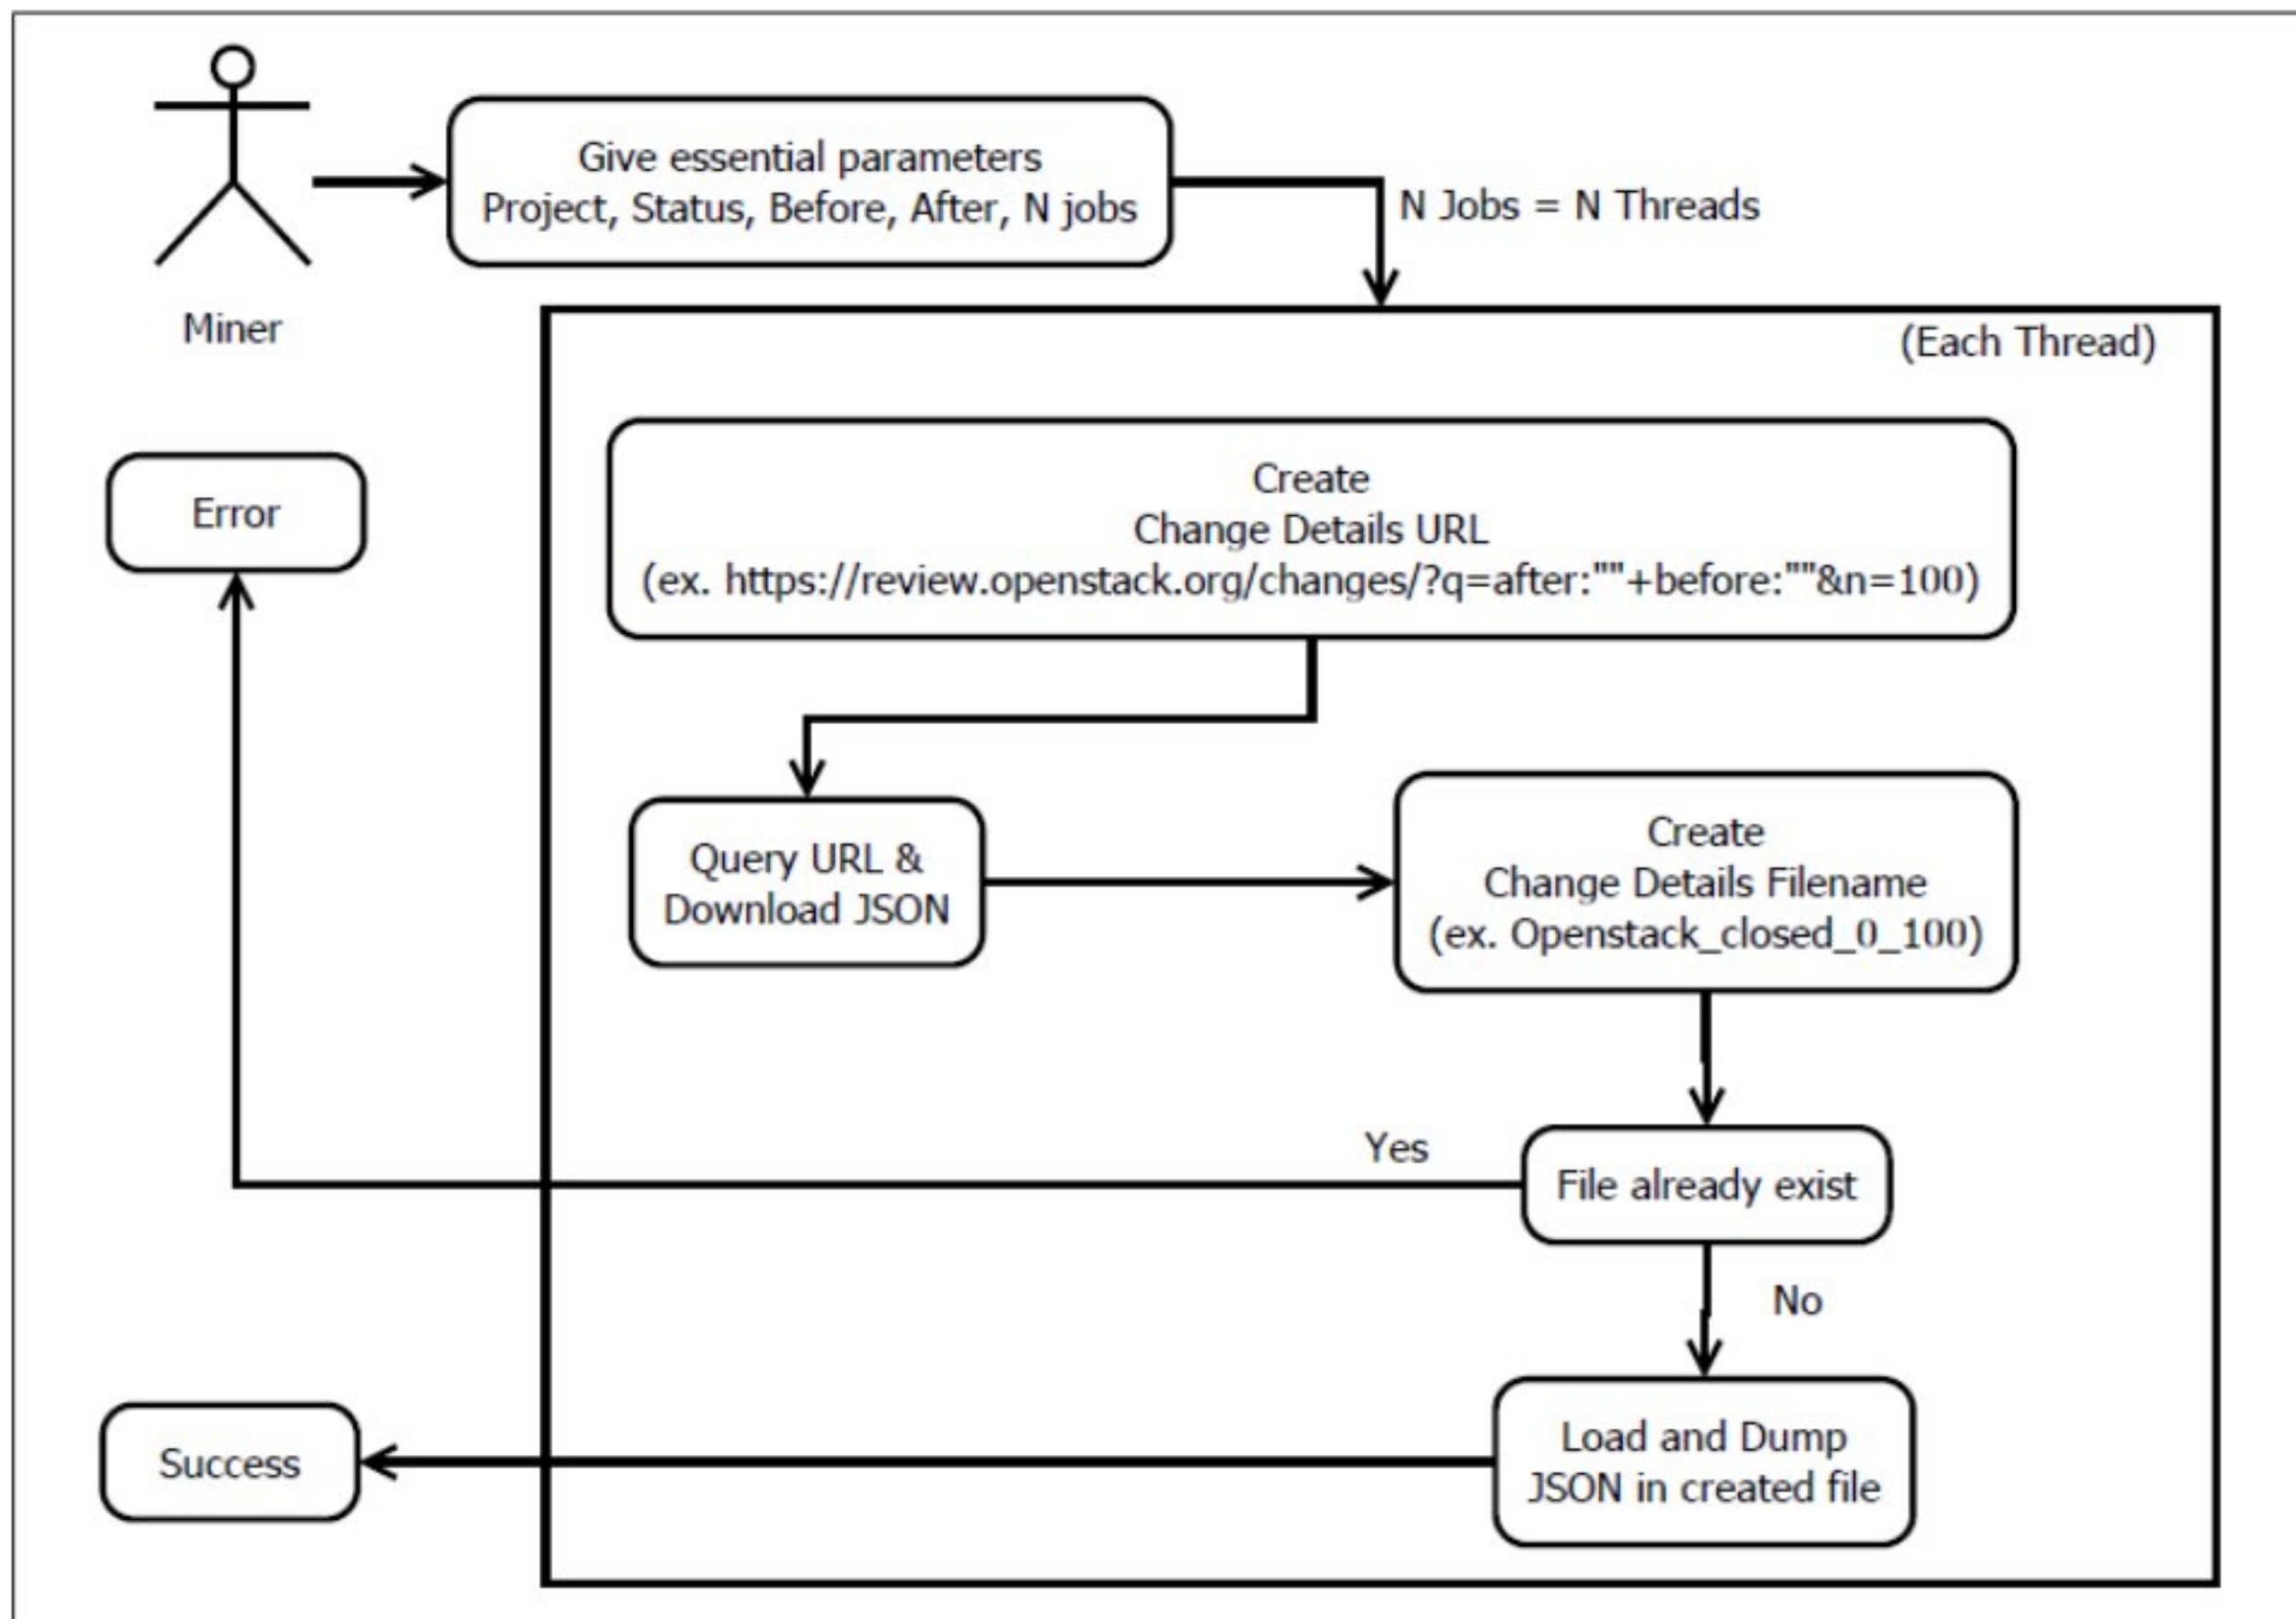 Miner
Give essential parameters
Project, Status, Before, After, N jobs
N Jobs = N Threads
(Each Thread)
Create
Change Details URL
(ex. https://review.openstack.org/changes/?q=after:""+before:""&n=100)
Error
Query URL &
Download JSON
Create
Change Details Filename
(ex. Openstack_closed_0_100)
Yes
File already exist
No
Load and Dump
JSON in created file
Success